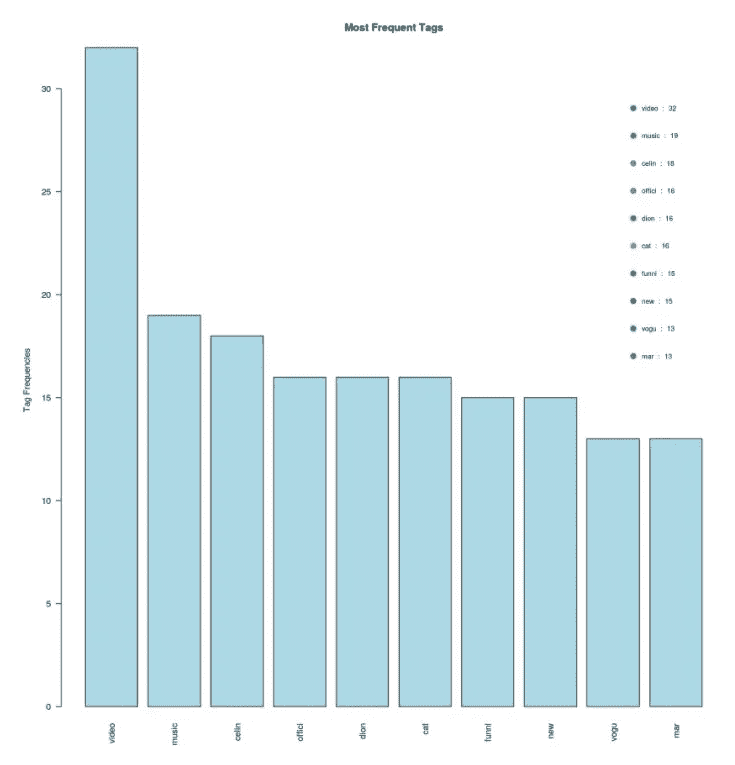 Most Frequent Tags
30
25
20
15
10
5
0
Tag Frequencies
video : 32
music : 19
celin : 18
offici : 16
dion : 16
cat : 16
funni : 15
new : 15
vogu : 13
mar : 13
video
music
celin
offici
dion
cat
funni
new
vogu
mar